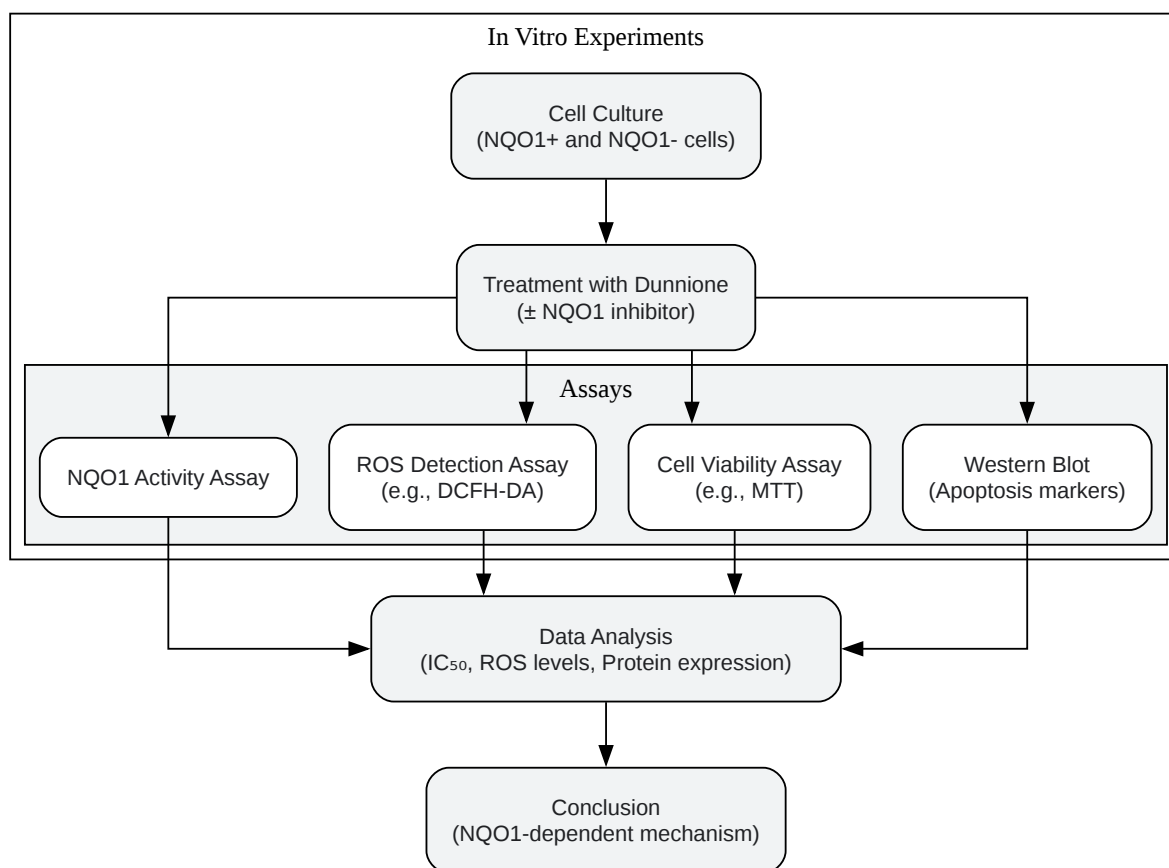 In Vitro Experiments
Cell Culture
(NQO1+ and NQO1- cells)
Treatment with Dunnione
(± NQO1 inhibitor)
Assays
NQO1 Activity Assay
ROS Detection Assay
(e.g., DCFH-DA)
Cell Viability Assay
(e.g., MTT)
Western Blot
(Apoptosis markers)
Data Analysis
(IC₅₀, ROS levels, Protein expression)
Conclusion
(NQO1-dependent mechanism)